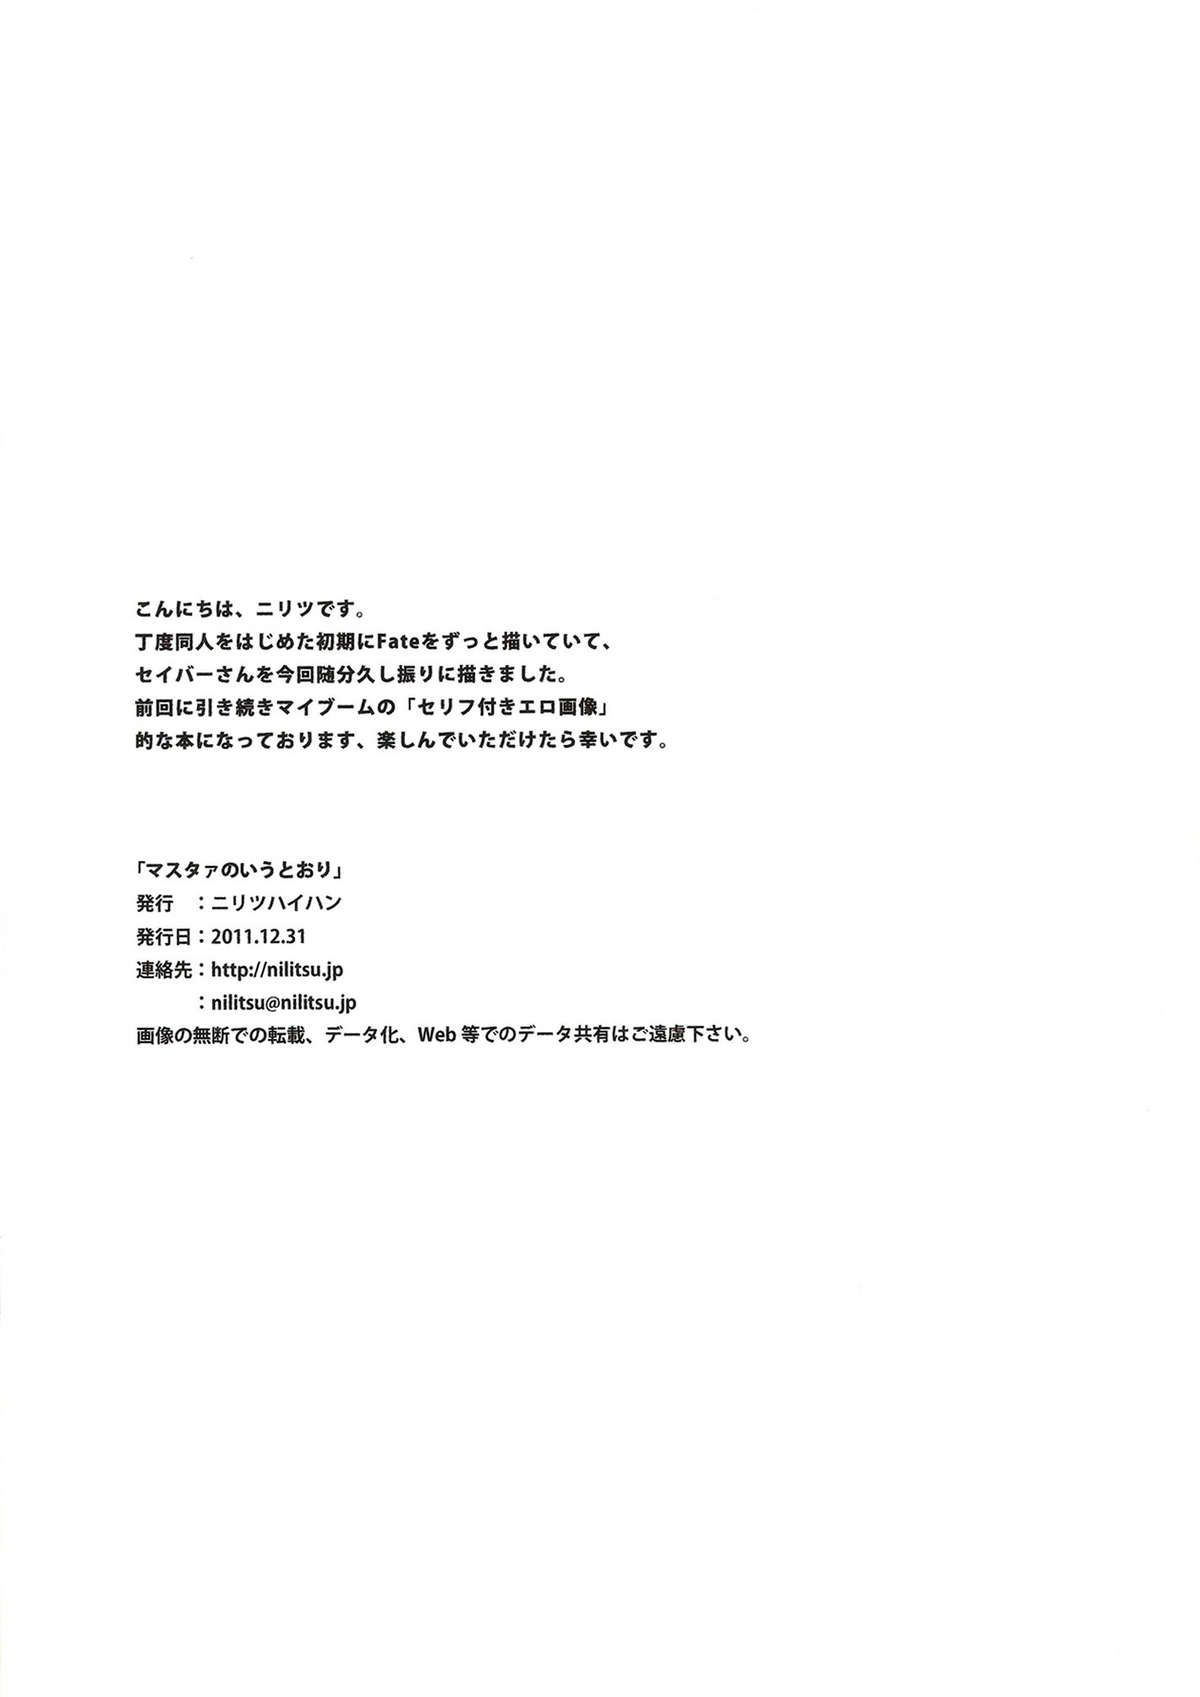 こんにちは、ニリツです。
丁度同人をはじめた初期にFateをずっと描いていて、
セイバーさんを今回随分久し振りに描きました。
前回に引き続きマイブームの「セリフ付きエロ画像」
的な本になっております、楽しんでいただけたら幸いです。
「マスタァのいうとおり」
発行　：ニリツハイハン
発行日：2011.12.31
連絡先：http://nilitsu.jp
：nilitsu@nilitsu.jp
画像の無断での転載、データ化、Web 等でのデータ共有はご遠慮下さい。